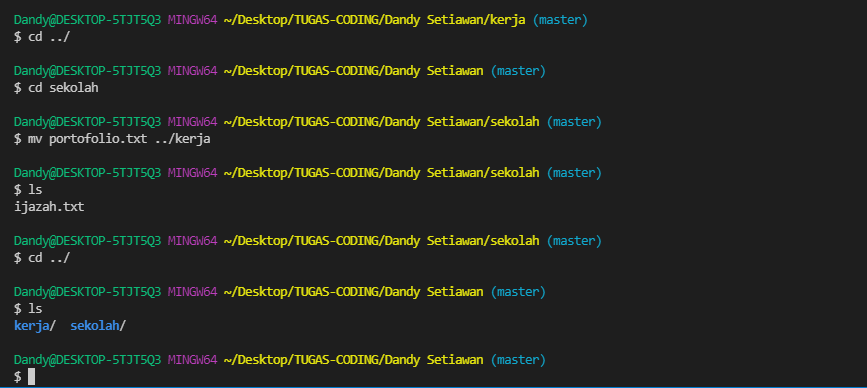 Dandy@DESKTOP-5TJT5Q3 MINGW64 ~/Desktop/TUGAS-CODING/Dandy Setiawan/kerja (master)
$ cd ../
Dandy@DESKTOP-5TJT5Q3 MINGW64 ~/Desktop/TUGAS-CODING/Dandy Setiawan (master)
$ cd sekolah
Dandy@DESKTOP-5TJT5Q3 MINGW64 ~/Desktop/TUGAS-CODING/Dandy Setiawan/sekolah (master)
$ mv portofolio.txt ../kerja
Dandy@DESKTOP-5TJT5Q3 MINGW64 ~/Desktop/TUGAS-CODING/Dandy Setiawan/sekolah (master)
$ ls
ijazah.txt
Dandy@DESKTOP-5TJT5Q3 MINGW64 ~/Desktop/TUGAS-CODING/Dandy Setiawan/sekolah (master)
$ cd ../
Dandy@DESKTOP-5TJT5Q3 MINGW64 ~/Desktop/TUGAS-CODING/Dandy Setiawan (master)
$ ls
kerja/  sekolah/
Dandy@DESKTOP-5TJT5Q3 MINGW64 ~/Desktop/TUGAS-CODING/Dandy Setiawan (master)
$